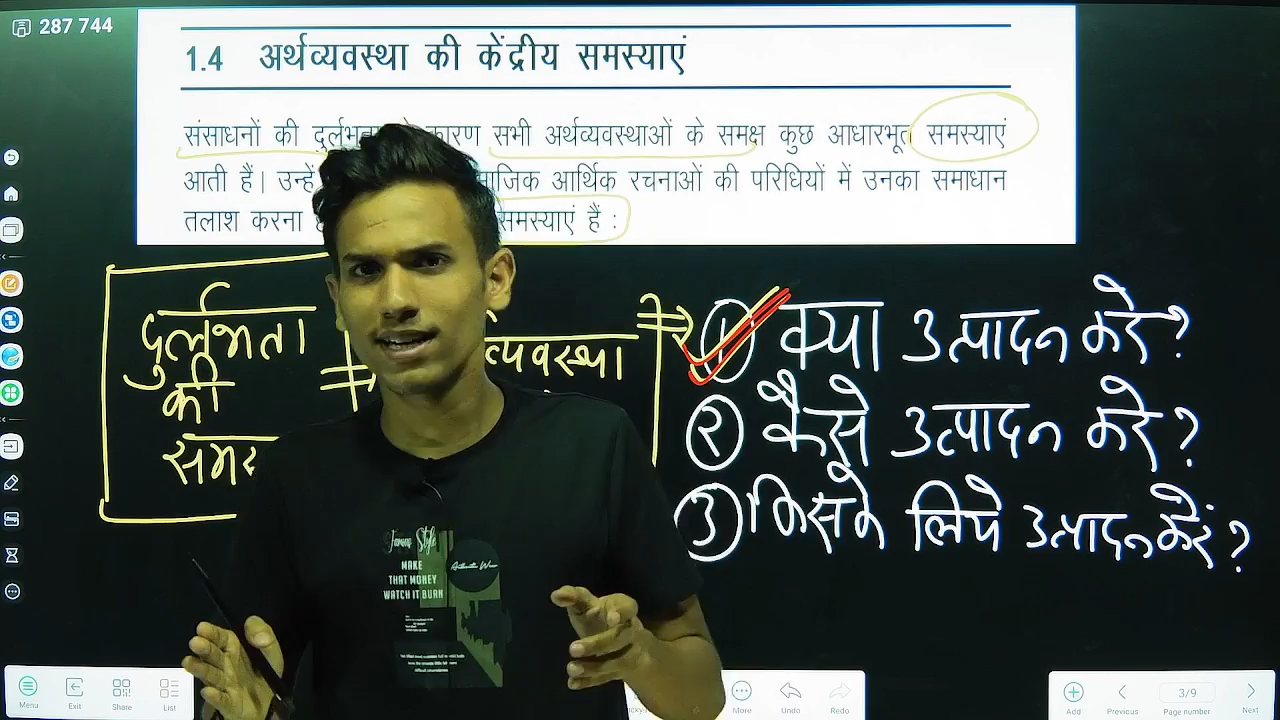 287 744
1.4 अर्थव्यवस्था की केंद्रीय समस्याएं
संसाधनों की कारण सभी अर्थव्यवस्थाओं के समक्ष कुछ आधारभूत समस्याएं
आती हैं। उन्हें आर्थिक रचनाओं की परिधियों में उनका समाधान
तलाश करना समस्याएं हैं :
दुर्लभता
की
① क्या उत्पादन करे?
② कैसे उत्पादन करे?
③ किसके लिये उत्पादन करें?
MAKE
THAT MONEY
WATCH IT BURN
Menu
Exit
Share
List
More
Undo
Redo
Add
Previous
3/9
Page number
Next